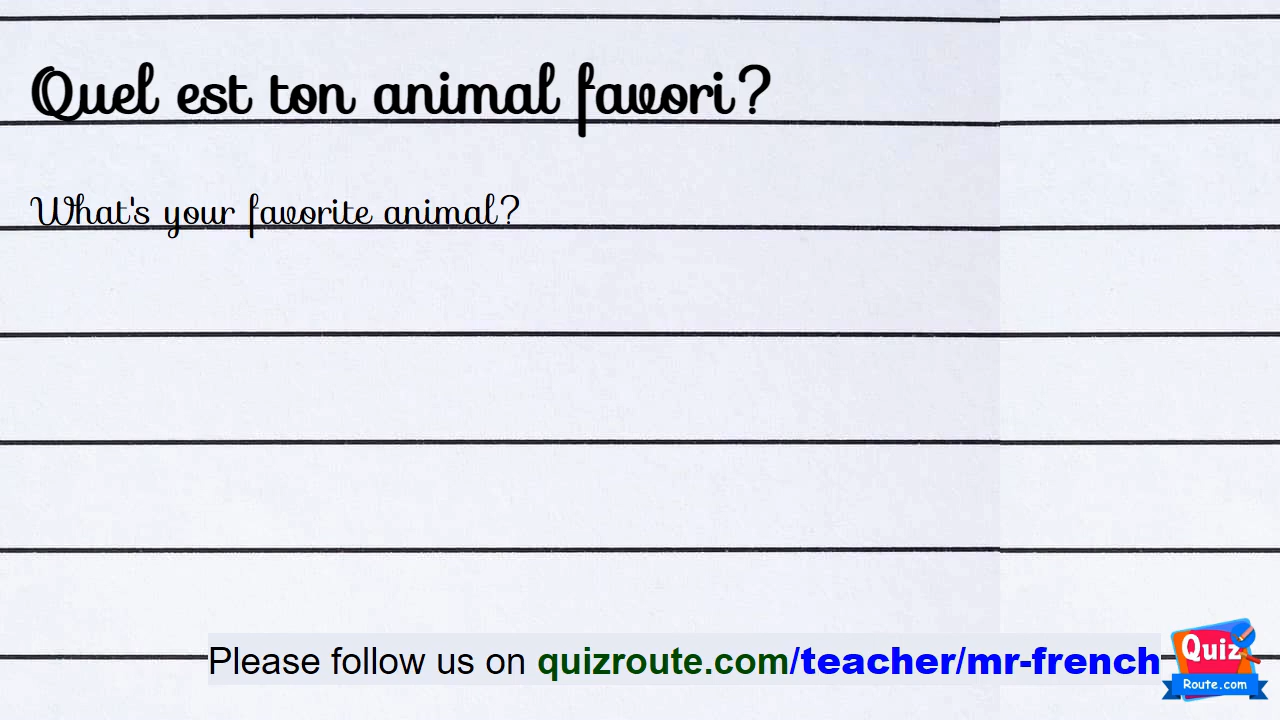 Quel est ton animal favori?
What's your favorite animal?
Please follow us on quizroute.com/teacher/mr-french
Quiz
Route.com